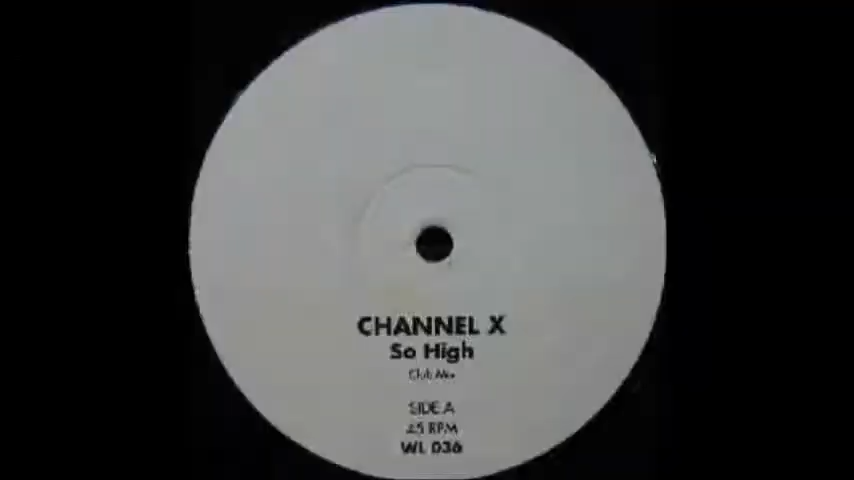 CHANNEL X
So High
Club Mix
SIDE A
45 RPM
WL 036